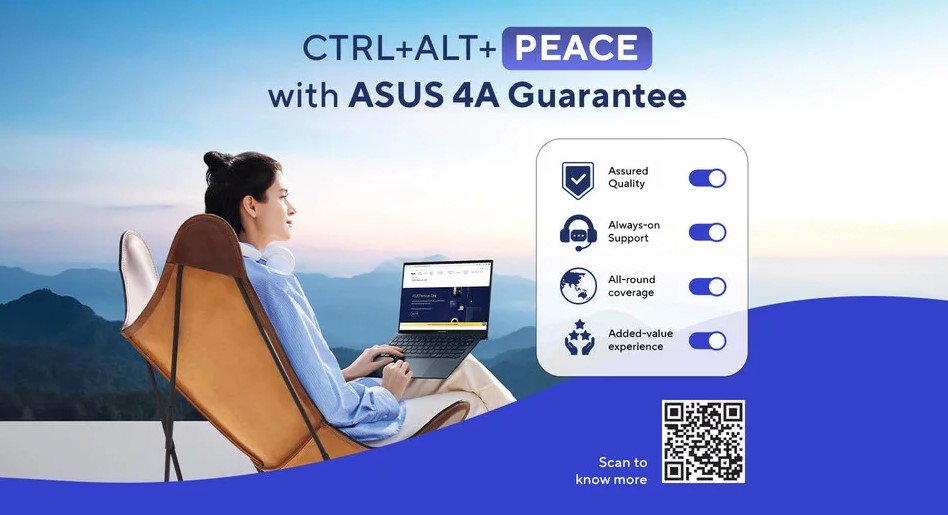 CTRL+ALT+ PEACE
with ASUS 4A Guarantee
Assured
Quality
Always-on
Support
All-round
coverage
Added-value
experience
Scan to
know more